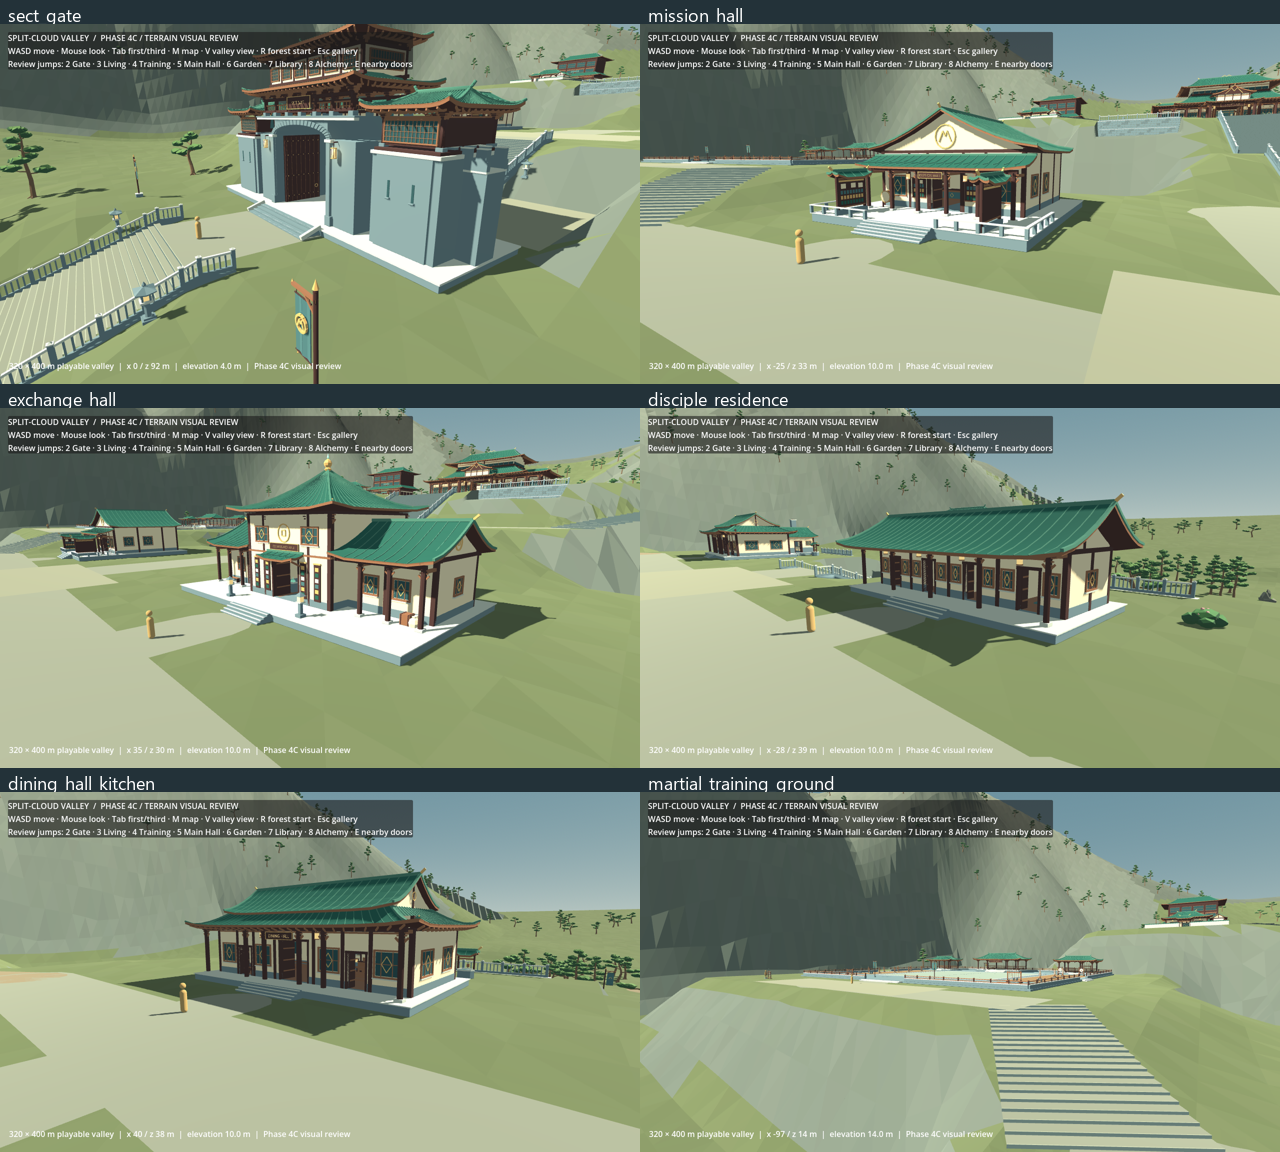 sect gate
SPLIT-CLOUD VALLEY / PHASE 4C / TERRAIN VISUAL REVIEW
WASD move · Mouse look · Tab first/third · M map · V valley view · R forest start · Esc gallery
Review jumps: 2 Gate · 3 Living · 4 Training · 5 Main Hall · 6 Garden · 7 Library · 8 Alchemy · E nearby doors
320 × 400 m playable valley | x 0 / z 92 m | elevation 4.0 m | Phase 4C visual review
mission hall
SPLIT-CLOUD VALLEY / PHASE 4C / TERRAIN VISUAL REVIEW
WASD move · Mouse look · Tab first/third · M map · V valley view · R forest start · Esc gallery
Review jumps: 2 Gate · 3 Living · 4 Training · 5 Main Hall · 6 Garden · 7 Library · 8 Alchemy · E nearby doors
320 × 400 m playable valley | x -25 / z 33 m | elevation 10.0 m | Phase 4C visual review
exchange hall
SPLIT-CLOUD VALLEY / PHASE 4C / TERRAIN VISUAL REVIEW
WASD move · Mouse look · Tab first/third · M map · V valley view · R forest start · Esc gallery
Review jumps: 2 Gate · 3 Living · 4 Training · 5 Main Hall · 6 Garden · 7 Library · 8 Alchemy · E nearby doors
320 × 400 m playable valley | x 35 / z 30 m | elevation 10.0 m | Phase 4C visual review
disciple residence
SPLIT-CLOUD VALLEY / PHASE 4C / TERRAIN VISUAL REVIEW
WASD move · Mouse look · Tab first/third · M map · V valley view · R forest start · Esc gallery
Review jumps: 2 Gate · 3 Living · 4 Training · 5 Main Hall · 6 Garden · 7 Library · 8 Alchemy · E nearby doors
320 × 400 m playable valley | x -28 / z 39 m | elevation 10.0 m | Phase 4C visual review
dining hall kitchen
SPLIT-CLOUD VALLEY / PHASE 4C / TERRAIN VISUAL REVIEW
WASD move · Mouse look · Tab first/third · M map · V valley view · R forest start · Esc gallery
Review jumps: 2 Gate · 3 Living · 4 Training · 5 Main Hall · 6 Garden · 7 Library · 8 Alchemy · E nearby doors
320 × 400 m playable valley | x 40 / z 38 m | elevation 10.0 m | Phase 4C visual review
martial training ground
SPLIT-CLOUD VALLEY / PHASE 4C / TERRAIN VISUAL REVIEW
WASD move · Mouse look · Tab first/third · M map · V valley view · R forest start · Esc gallery
Review jumps: 2 Gate · 3 Living · 4 Training · 5 Main Hall · 6 Garden · 7 Library · 8 Alchemy · E nearby doors
320 × 400 m playable valley | x -97 / z 14 m | elevation 14.0 m | Phase 4C visual review